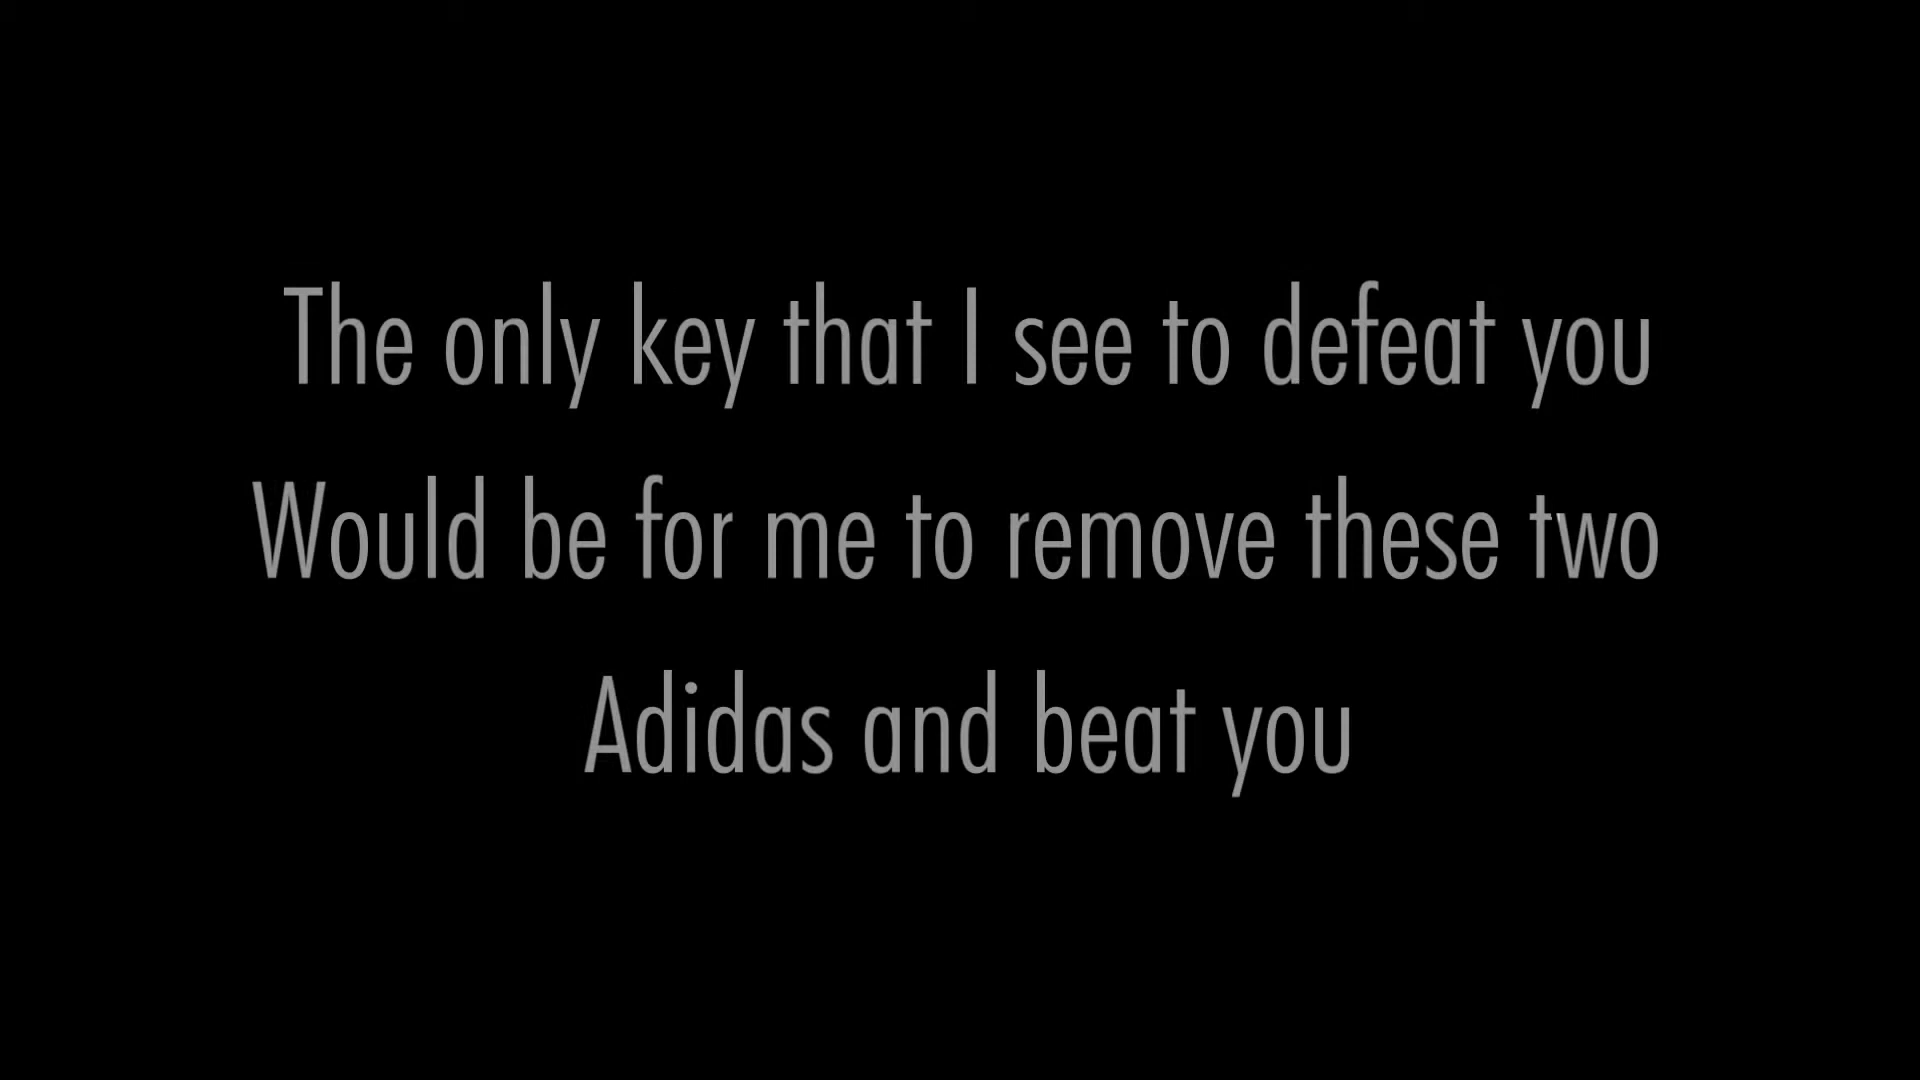 The only key that I see to defeat you
Would be for me to remove these two
Adidas and beat you